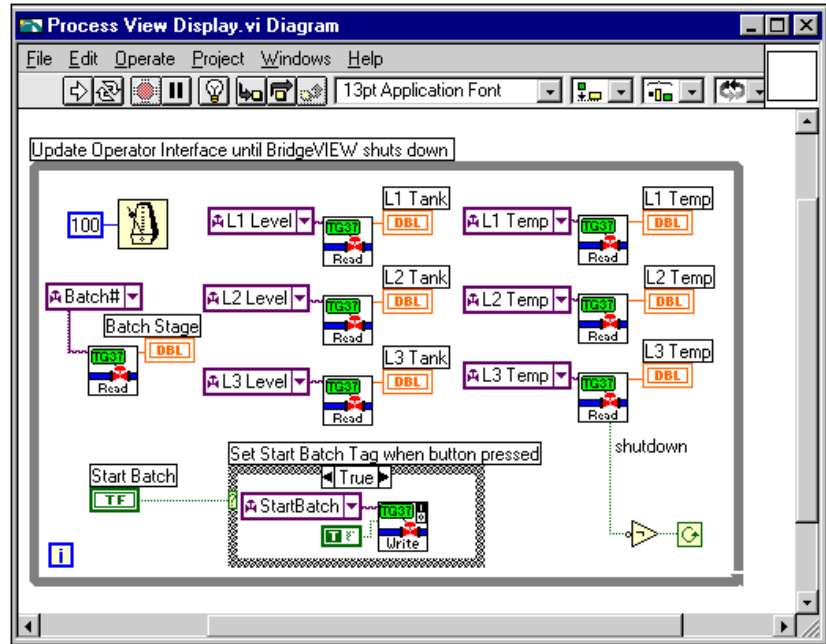 Process View Display.vi Diagram
File Edit Operate Project Windows Help
13pt Application Font
Update Operator Interface until BridgeVIEW shuts down
100
L1 Level
TG37
Read
L1 Tank
DBL
L1 Temp
TG37
Read
L1 Temp
DBL
Batch#
TG37
Read
Batch Stage
DBL
L2 Level
TG37
Read
L2 Tank
DBL
L2 Temp
TG37
Read
L2 Temp
DBL
L3 Level
TG37
Read
L3 Tank
DBL
L3 Temp
TG37
Read
L3 Temp
DBL
shutdown
Set Start Batch Tag when button pressed
Start Batch
TF
?
True
StartBatch
TG37
1
0
Write
T F
i